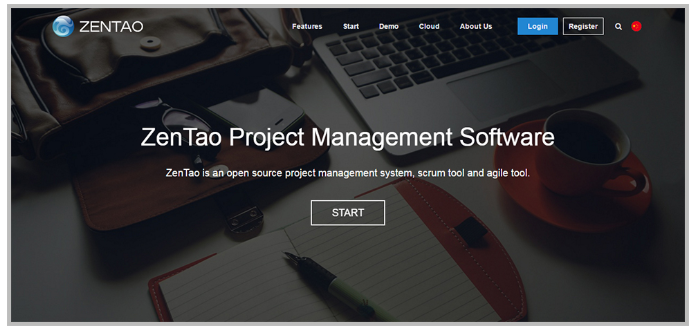 ZENTAO
Features Start Demo Cloud About Us Login Register
ZenTao Project Management Software
ZenTao is an open source project management system, scrum tool and agile tool.
START